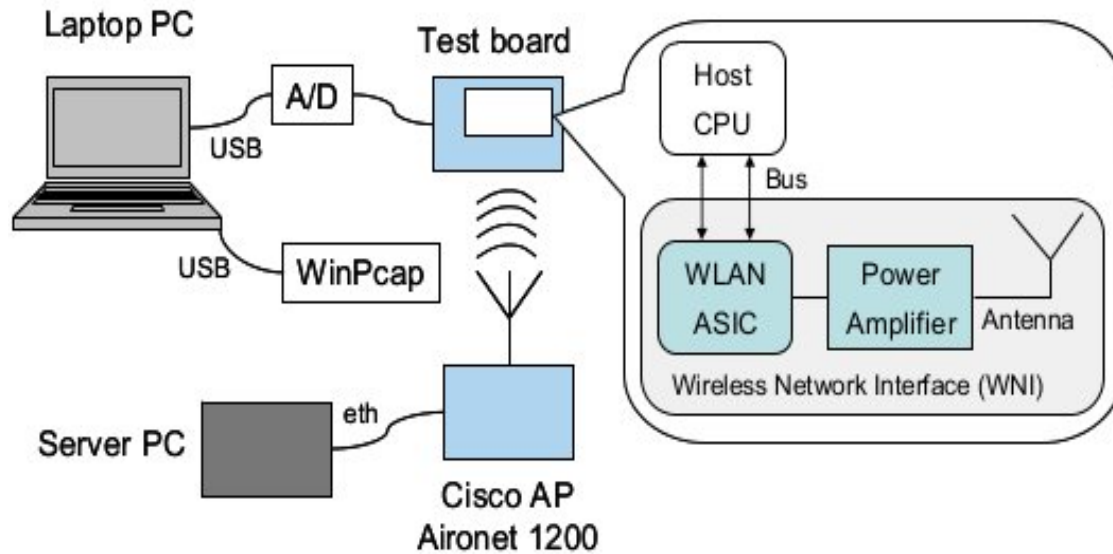 Laptop PC
Test board
A/D
USB
USB
WinPcap
Server PC
eth
Cisco AP
Aironet 1200
Host
CPU
Bus
WLAN
ASIC
Power
Amplifier
Antenna
Wireless Network Interface (WNI)